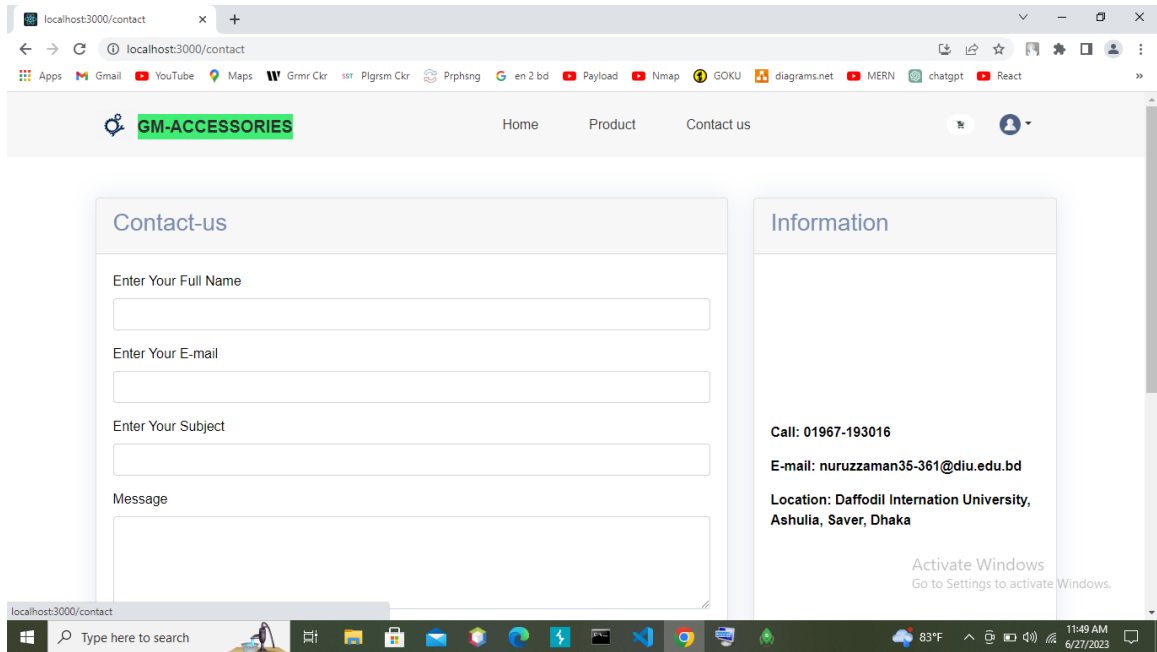 localhost:3000/contact
localhost:3000/contact
Apps Gmail YouTube Maps Grmr Ckr SST Plgrsm Ckr Prphsng en 2 bd Payload Nmap GOKU diagrams.net MERN chatgpt React »
GM-ACCESSORIES Home Product Contact us
Contact-us
Enter Your Full Name
Enter Your E-mail
Enter Your Subject
Message
Information
Call: 01967-193016
E-mail: nuruzzaman35-361@diu.edu.bd
Location: Daffodil Internation University,
Ashulia, Saver, Dhaka
Activate Windows
Go to Settings to activate Windows.
localhost:3000/contact
Type here to search
83°F
11:49 AM
6/27/2023